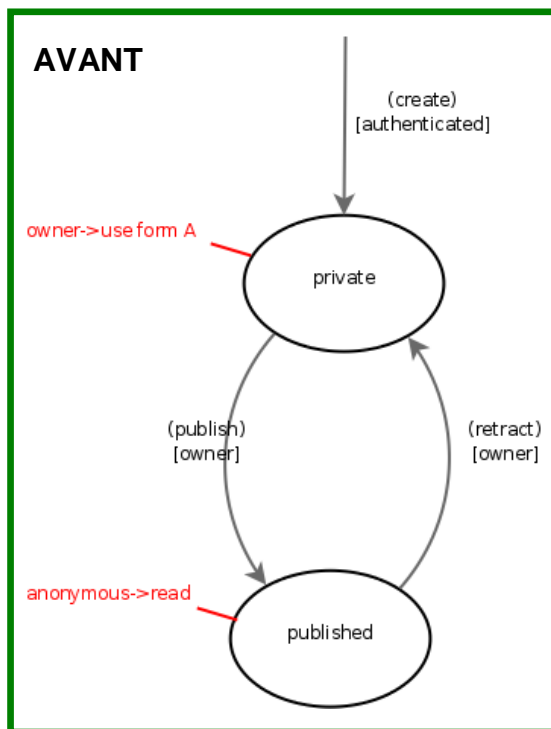 AVANT
(create)
[authenticated]
owner->use form A
private
(publish)
[owner]
(retract)
[owner]
anonymous->read
published